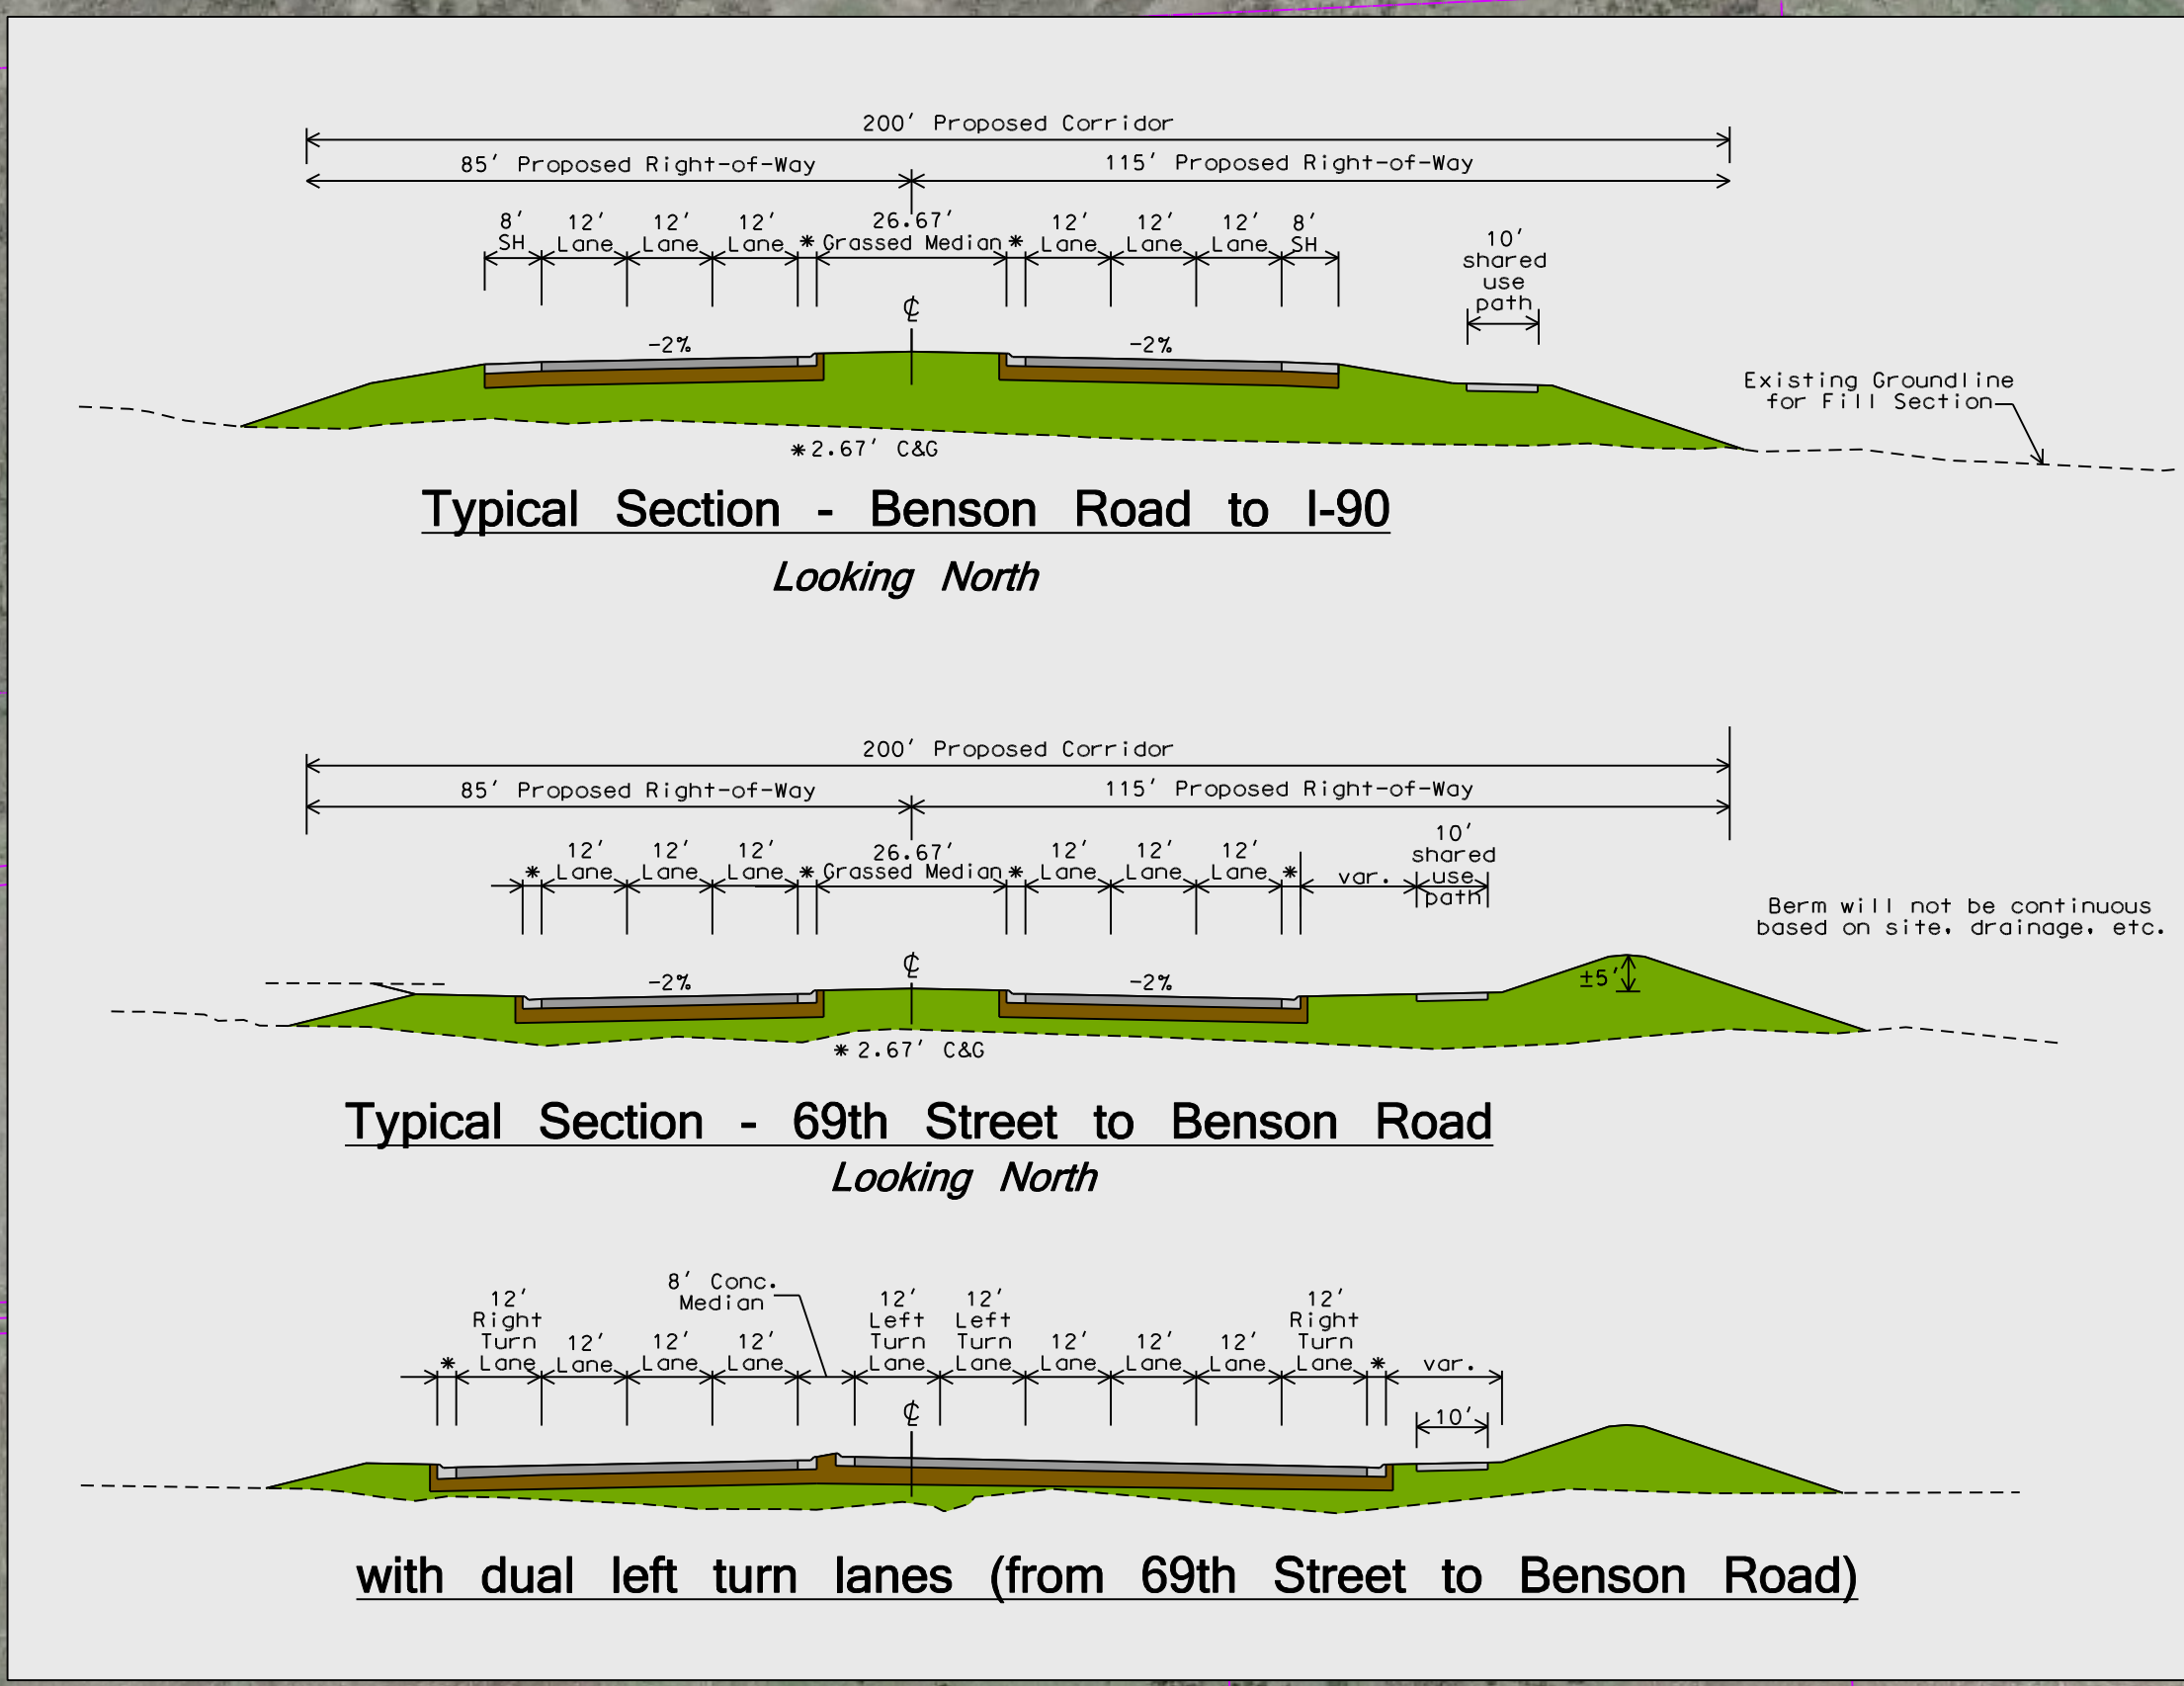 200' Proposed Corridor
85' Proposed Right-of-Way
115' Proposed Right-of-Way
8'
SH
12'
Lane
12'
Lane
12'
Lane
*
26.67'
Grassed Median
*
12'
Lane
12'
Lane
12'
Lane
8'
SH
10'
shared
use
path
℄
-2%
-2%
Existing Groundline
for Fill Section
*2.67' C&G
Typical Section - Benson Road to I-90
Looking North
200' Proposed Corridor
85' Proposed Right-of-Way
115' Proposed Right-of-Way
*
12'
Lane
12'
Lane
12'
Lane
*
26.67'
Grassed Median
*
12'
Lane
12'
Lane
12'
Lane
*
var.
10'
shared
use
path
Berm will not be continuous
based on site, drainage, etc.
℄
-2%
-2%
±5'
*2.67' C&G
Typical Section - 69th Street to Benson Road
Looking North
*
12'
Right
Turn
Lane
12'
Lane
12'
Lane
12'
Lane
8' Conc.
Median
12'
Left
Turn
Lane
12'
Left
Turn
Lane
12'
Lane
12'
Lane
12'
Lane
12'
Right
Turn
Lane
*
var.
10'
℄
with dual left turn lanes (from 69th Street to Benson Road)